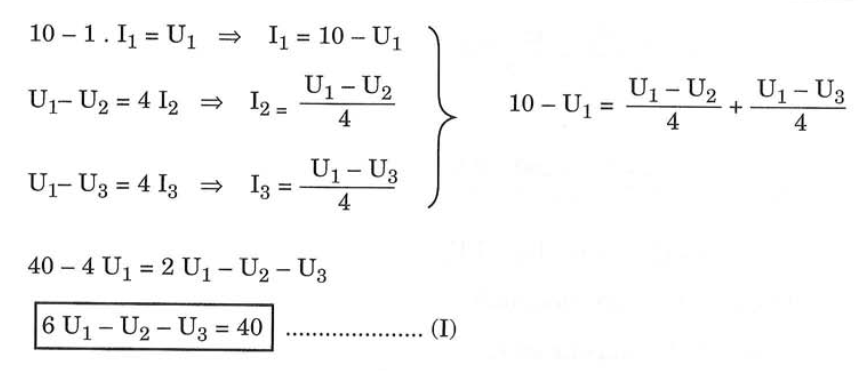 10 – 1 . I₁ = U₁ ⇒ I₁ = 10 – U₁
U₁– U₂ = 4 I₂ ⇒ I₂ = (U₁ – U₂)/4
10 – U₁ = (U₁ – U₂)/4 + (U₁ – U₃)/4
U₁– U₃ = 4 I₃ ⇒ I₃ = (U₁ – U₃)/4
40 – 4 U₁ = 2 U₁ – U₂ – U₃
6 U₁ – U₂ – U₃ = 40 ..................... (I)